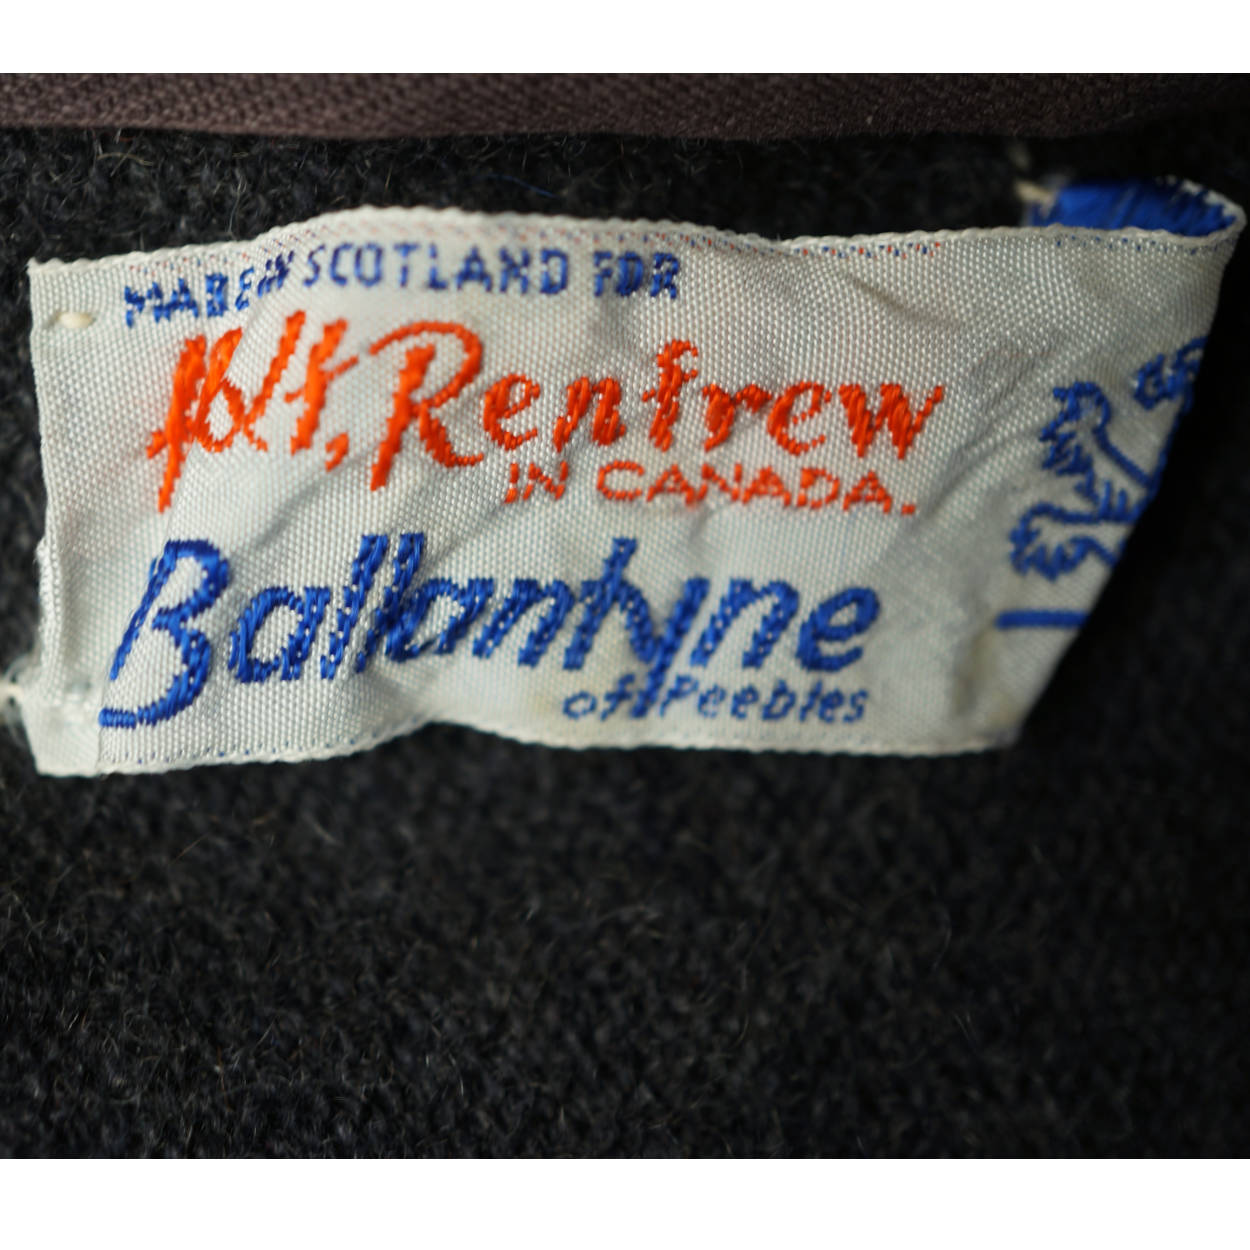 MADE IN SCOTLAND FOR
Holt, Renfrew
IN CANADA.
Ballantyne
of Peebles